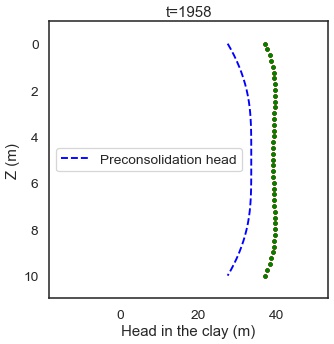 t=1958
0
2
4
6
8
10
Z (m)
Preconsolidation head
0
20
40
Head in the clay (m)